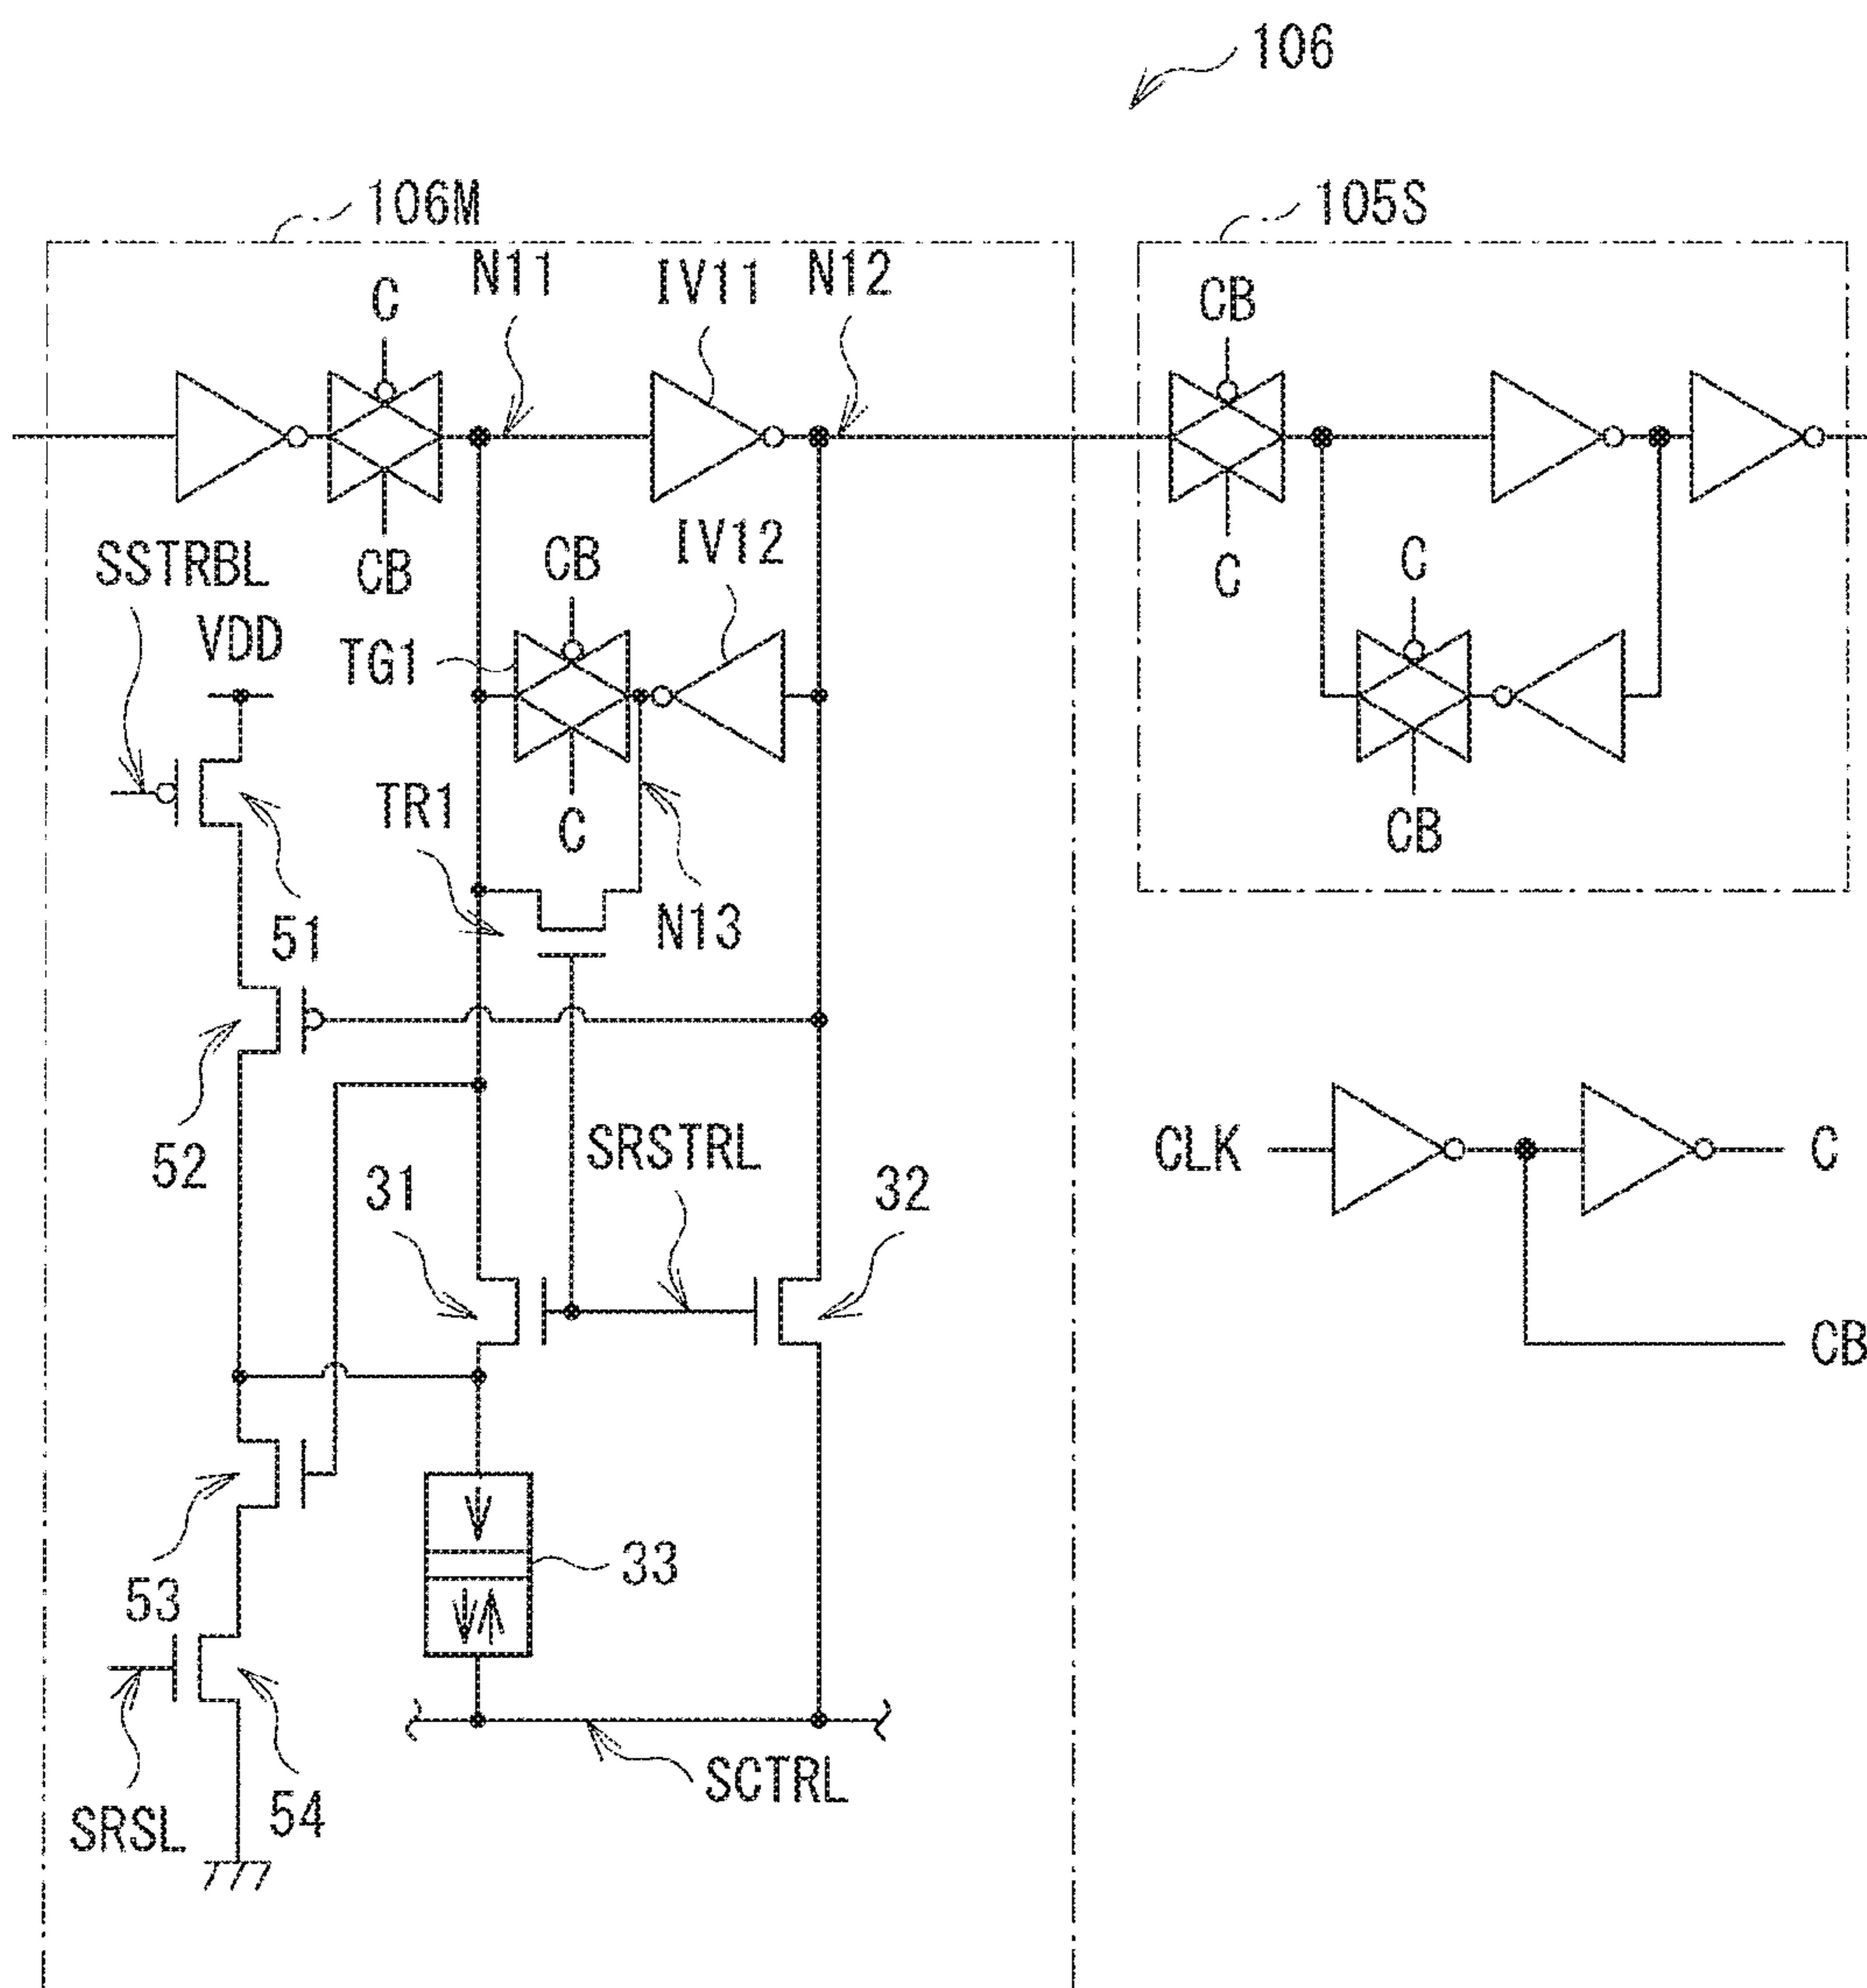 106
106M
105S
N11
IV11
N12
C
CB
CB
C
SSTRBL
VDD
CB
IV12
C
TG1
TR1
C
N13
CB
51
52
SRSTRL
31
32
CLK
C
CB
53
33
54
SRSL
SCTRL